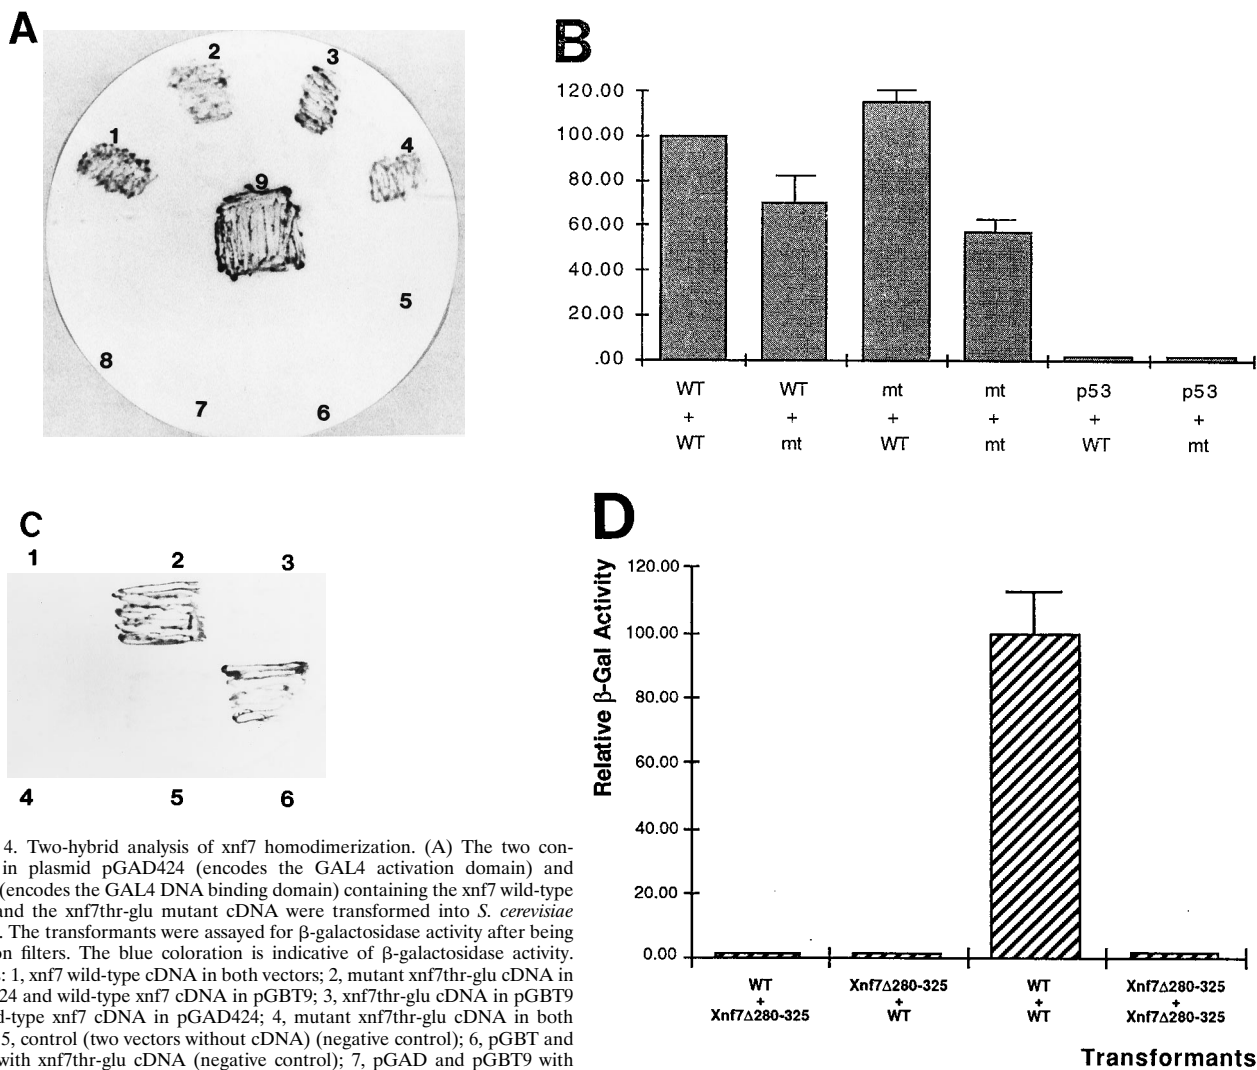 A
1
2
3
4
9
5
8
7
6
B
120.00
100.00
80.00
60.00
40.00
20.00
.00
WT + WT
WT + mt
mt + WT
mt + mt
p53 + WT
p53 + mt
C
1 2 3
4 5 6
4. Two-hybrid analysis of xnf7 homodimerization. (A) The two con-
in plasmid pGAD424 (encodes the GAL4 activation domain) and
(encodes the GAL4 DNA binding domain) containing the xnf7 wild-type
and the xnf7thr-glu mutant cDNA were transformed into S. cerevisiae
. The transformants were assayed for β-galactosidase activity after being
on filters. The blue coloration is indicative of β-galactosidase activity.
: 1, xnf7 wild-type cDNA in both vectors; 2, mutant xnf7thr-glu cDNA in
24 and wild-type xnf7 cDNA in pGBT9; 3, xnf7thr-glu cDNA in pGBT9
d-type xnf7 cDNA in pGAD424; 4, mutant xnf7thr-glu cDNA in both
5, control (two vectors without cDNA) (negative control); 6, pGBT and
with xnf7thr-glu cDNA (negative control); 7, pGAD and pGBT9 with
D
Relative β-Gal Activity
120.00
100.00
80.00
60.00
40.00
20.00
0.00
WT + Xnf7Δ280-325
Xnf7Δ280-325 + WT
WT + WT
Xnf7Δ280-325 + Xnf7Δ280-325
Transformants